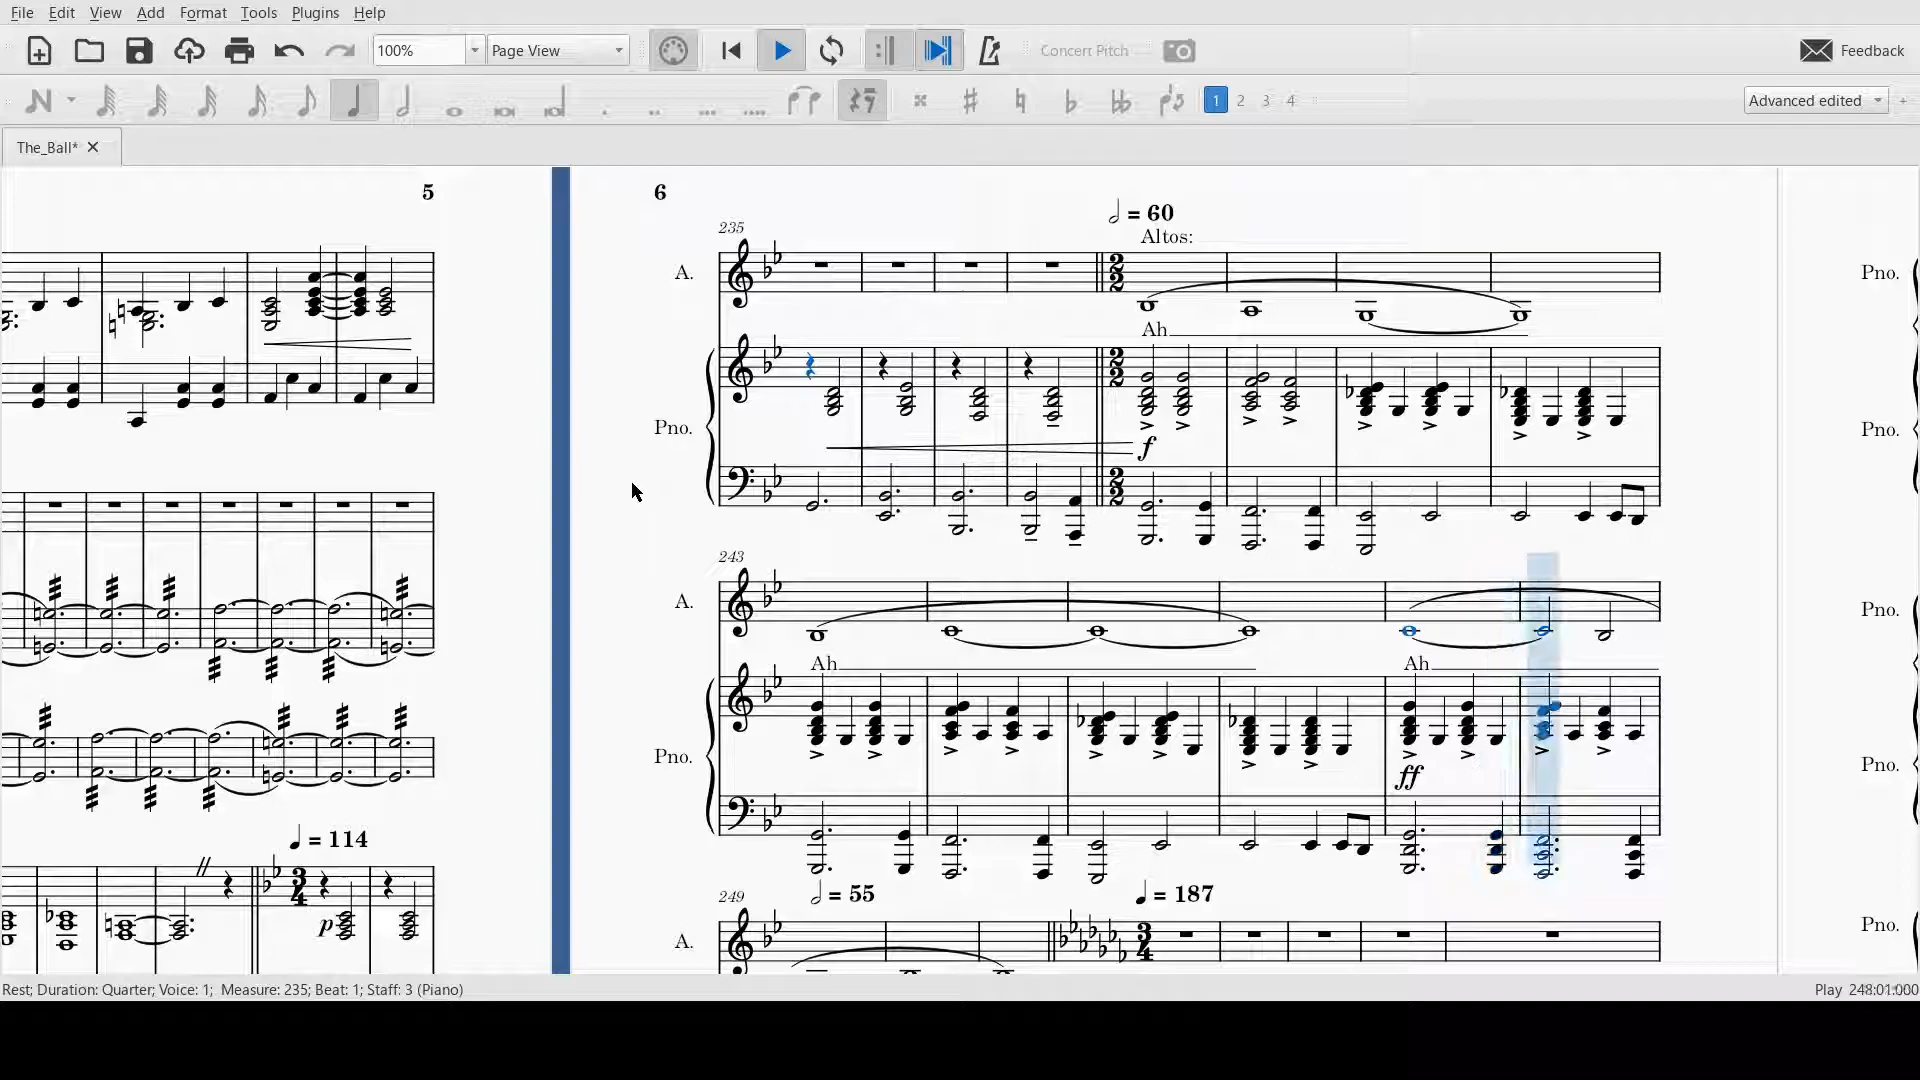 File Edit View Add Format Tools Plugins Help
100% Page View Concert Pitch Feedback
1 2 3 4 Advanced edited
The_Ball*
5
6
= 60
235
Altos:
A.
Pno.
Ah
Pno.
f
Pno.
243
A.
Pno.
Ah Ah
Pno.
Pno.
ff
= 114
= 55 = 187
249
p
A.
Pno.
Rest; Duration: Quarter; Voice: 1; Measure: 235; Beat: 1; Staff: 3 (Piano) Play 248:01:000